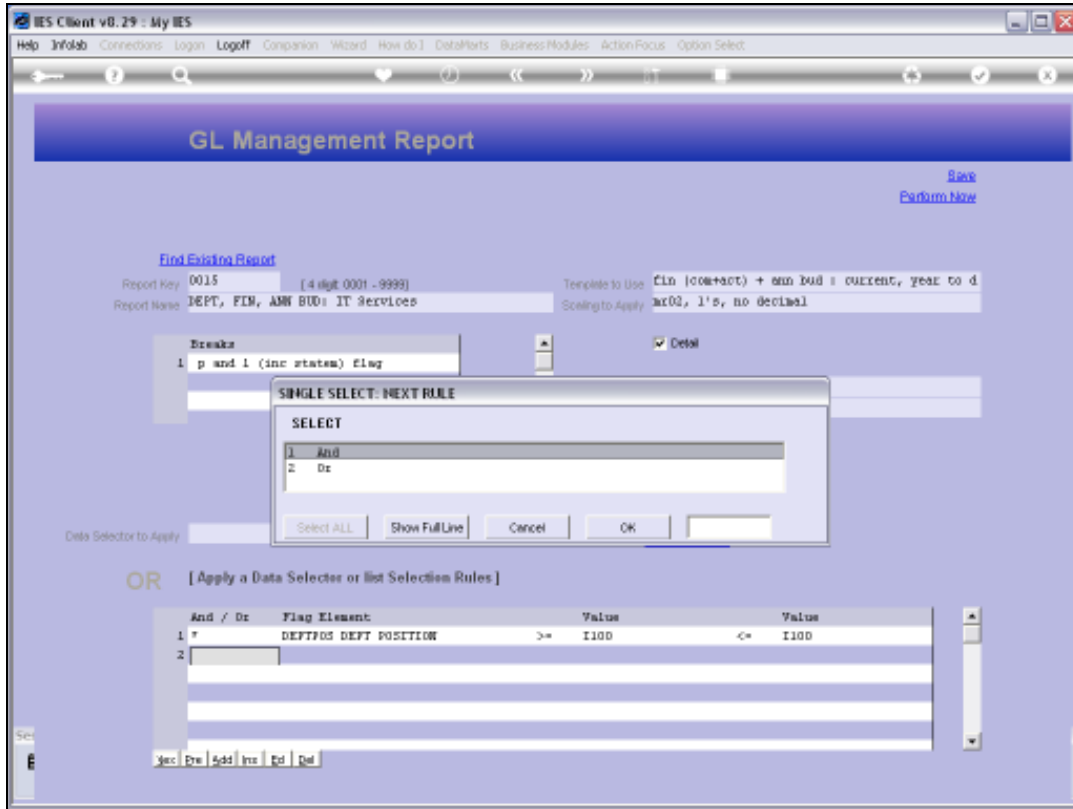 IES Client v8.29 : My IES
Help Infolab Connections Logon Logoff Companion Wizard How do I DataMarts Business Modules Action Focus Option Select
GL Management Report
Save
Perform Now
Find Existing Report
Report Key 0015 [ 4 digit: 0001 - 9999] Template to Use fin (com+act) + ann bud : current, year to d
Report Name DEPT, FIN, ANN BUD: IT Services Scaling to Apply mr02, 1's, no decimal
Breaks Detail
1 p and l (inc statem) flag
SINGLE SELECT: NEXT RULE
SELECT
1 And
2 Or
Select ALL Show Full Line Cancel OK
Data Selector to Apply
OR [ Apply a Data Selector or list Selection Rules ]
And / Or Flag Element Value Value
1 * DEPTPOS DEPT POSITION >= I100 <= I100
2
Nex Pre Add Ins Ed Del